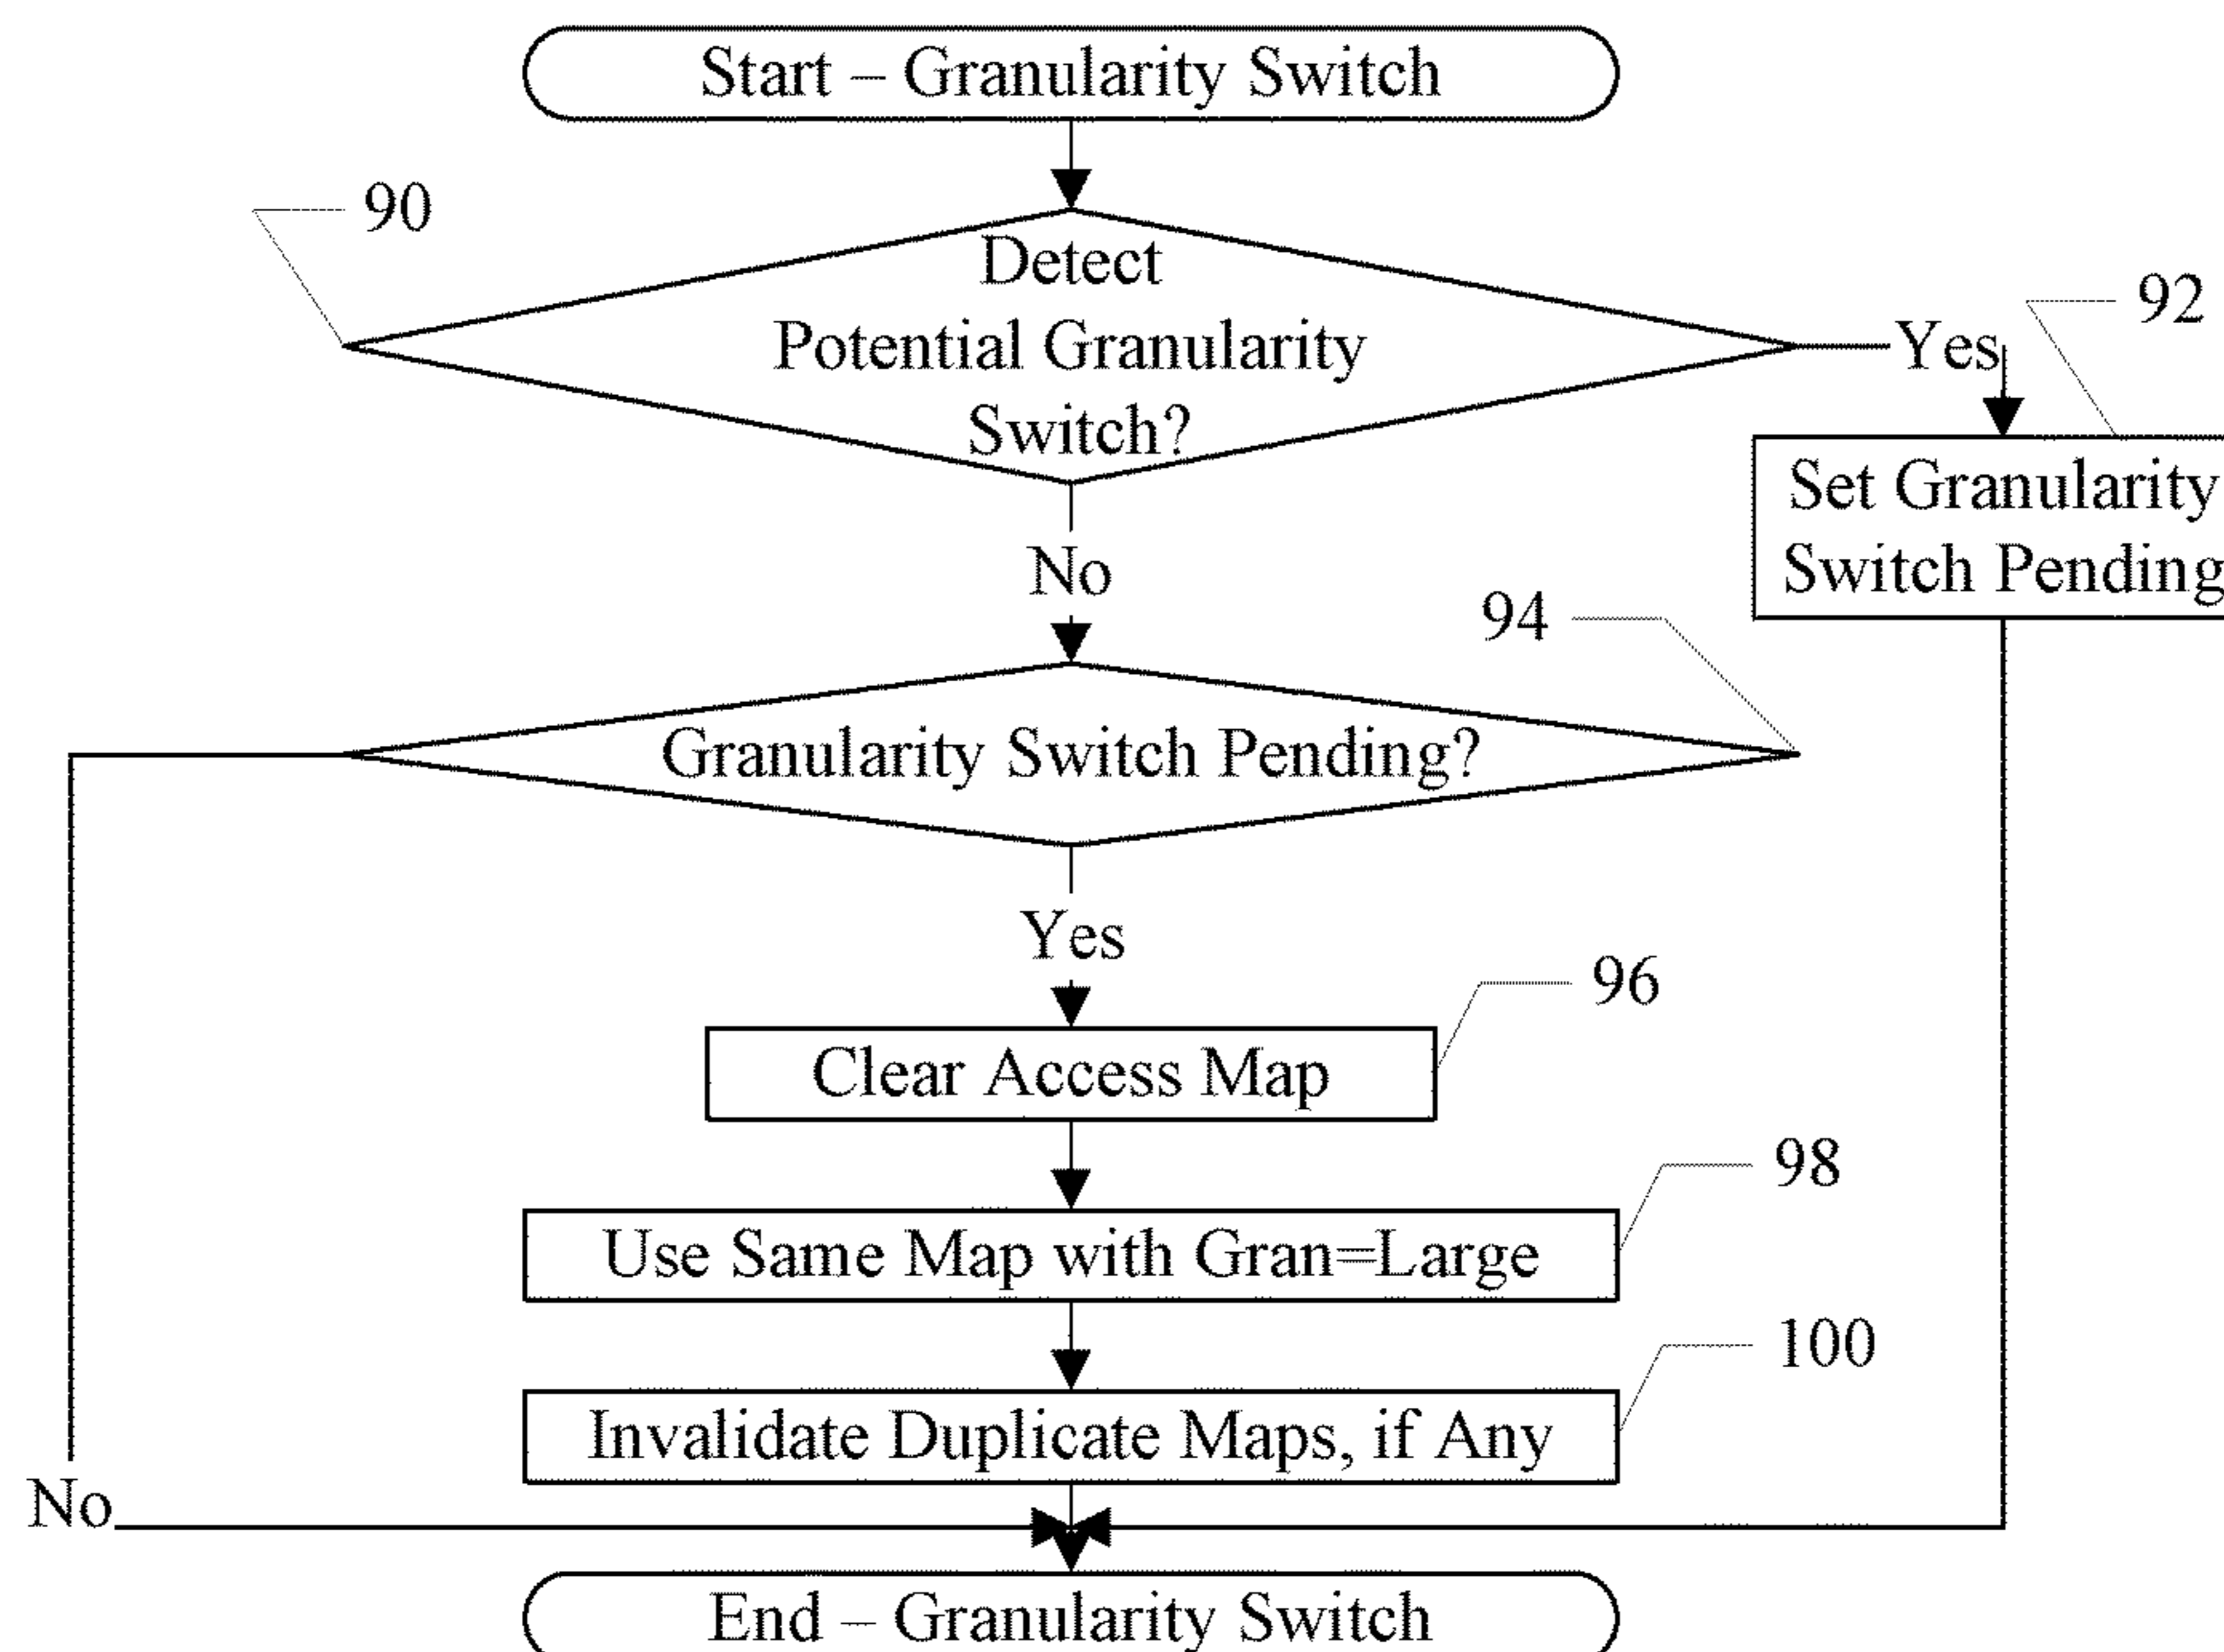 Start – Granularity Switch
90
Detect
Potential Granularity
Switch?
Yes
92
Set Granularity
Switch Pending
No
94
Granularity Switch Pending?
Yes
96
Clear Access Map
98
Use Same Map with Gran=Large
100
Invalidate Duplicate Maps, if Any
No
End – Granularity Switch